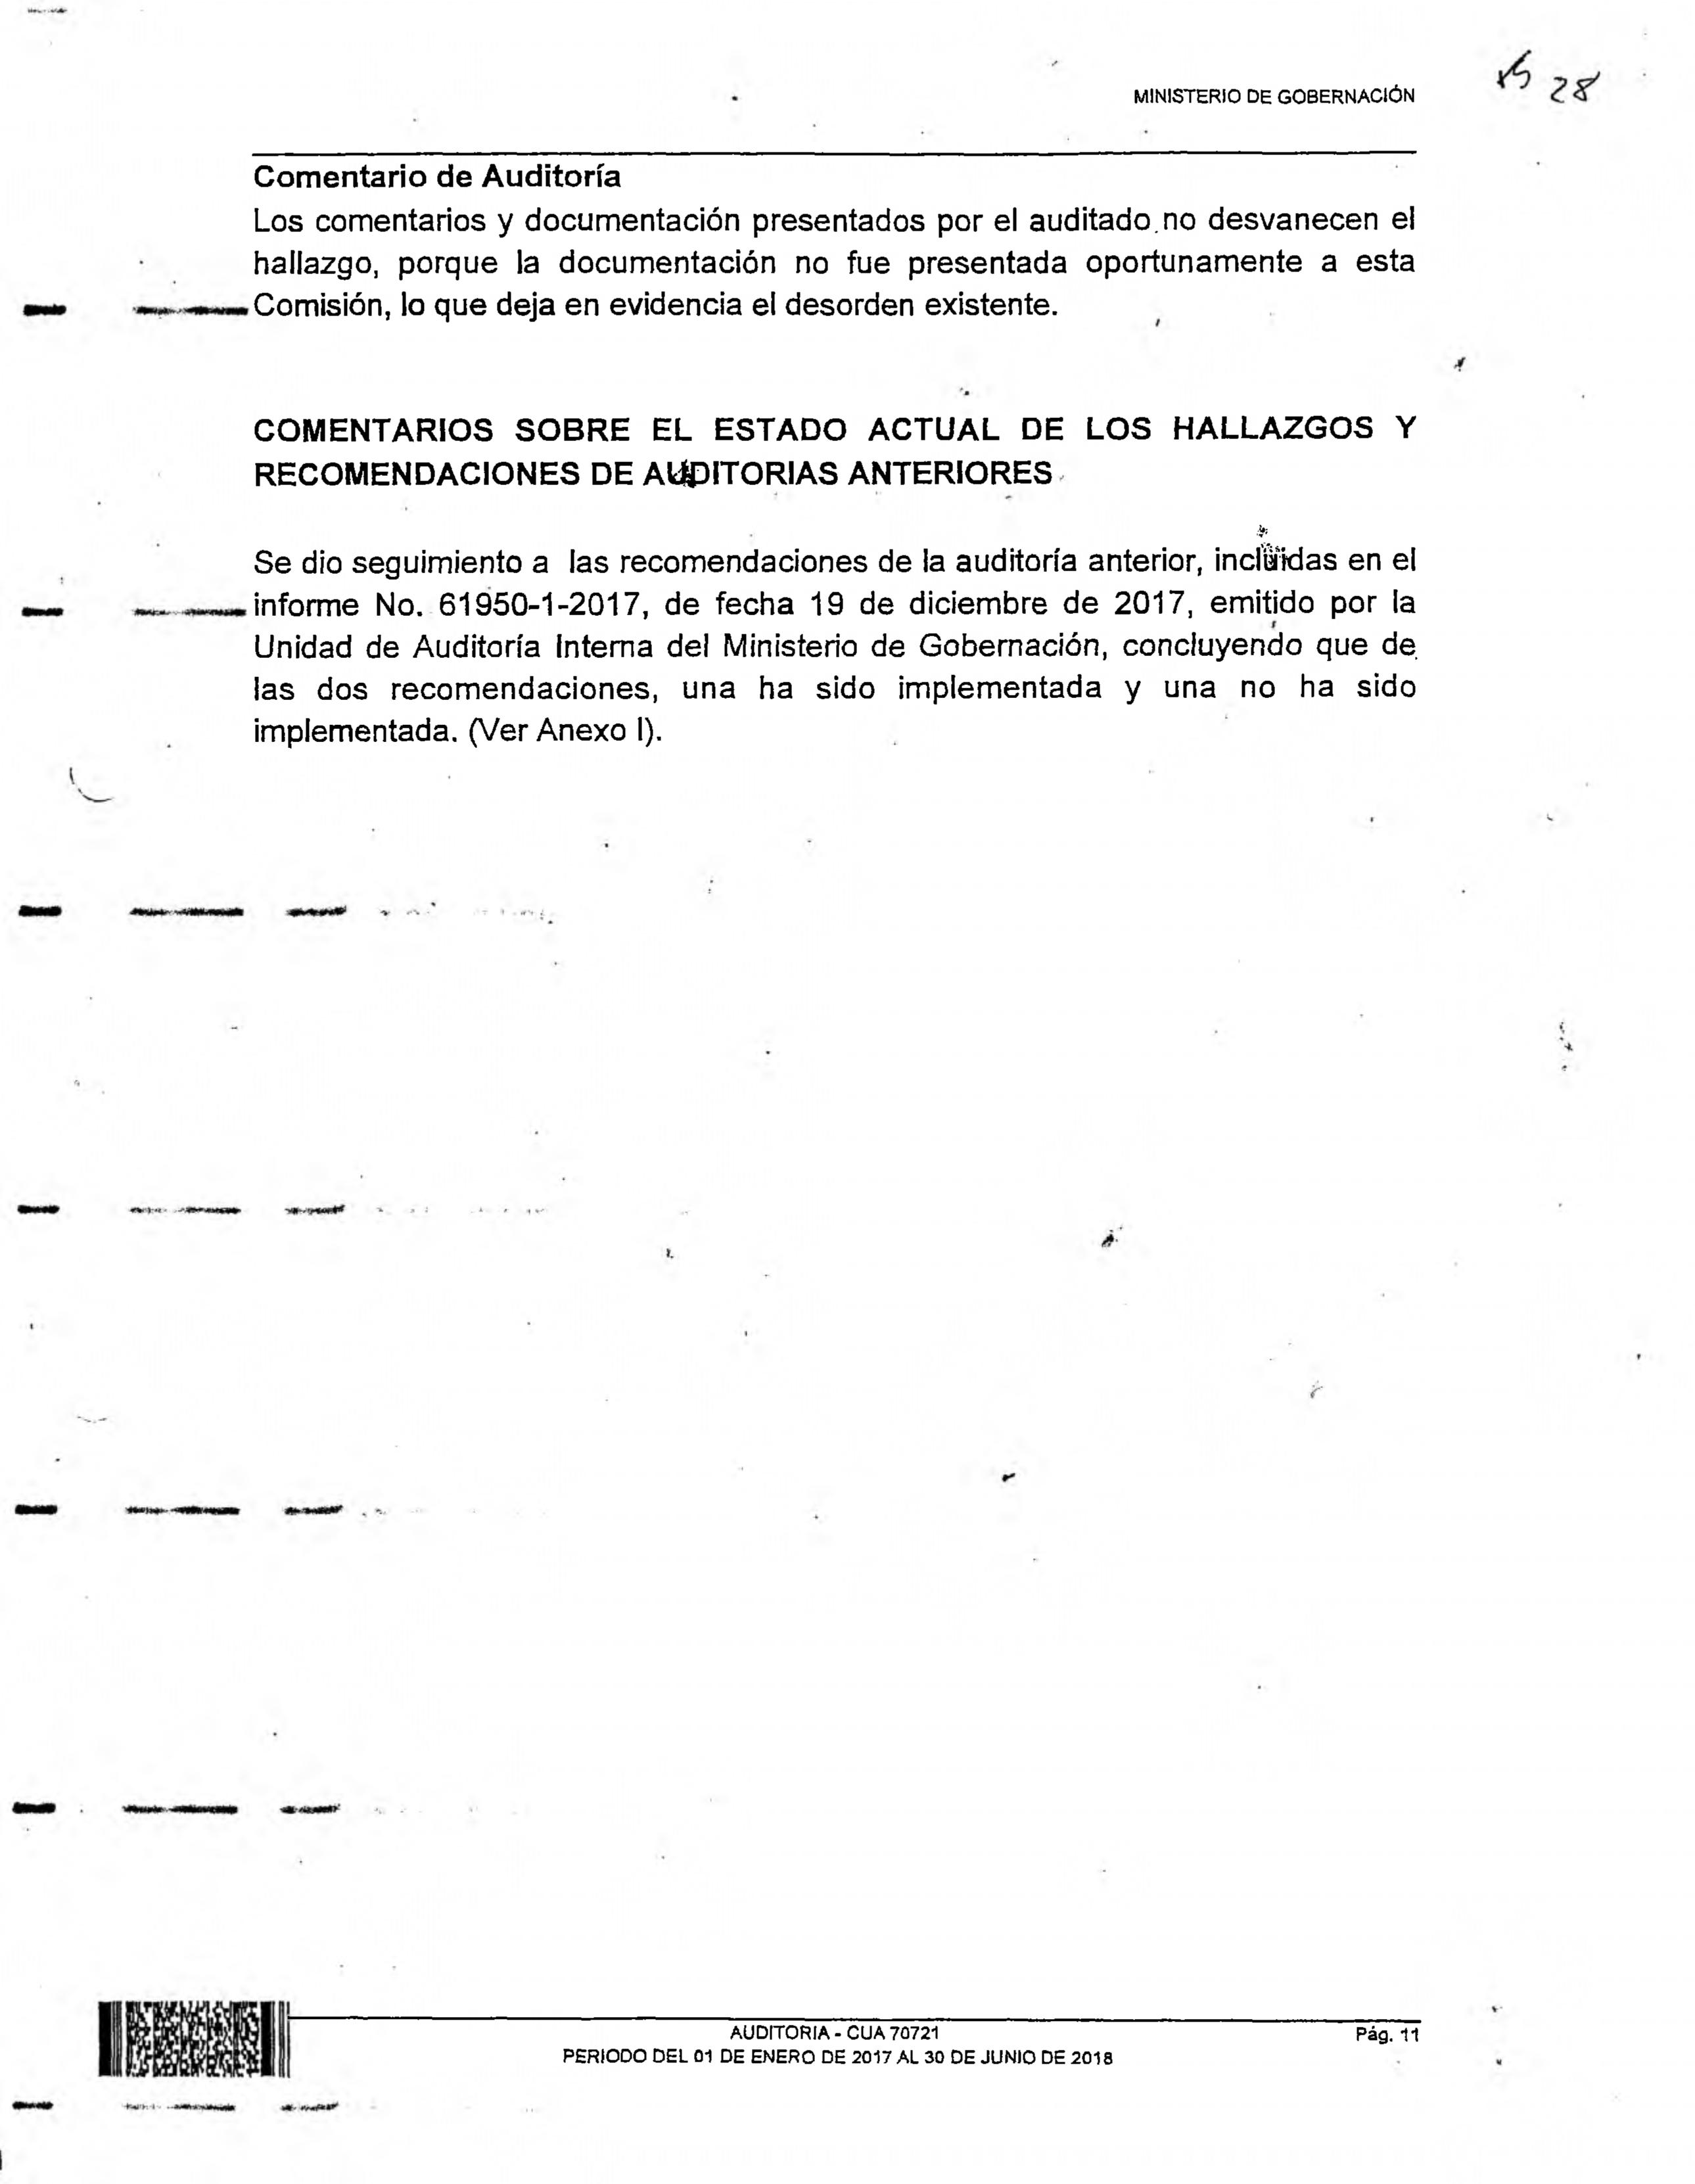 MINISTERIO DE GOBERNACIÓN
28
Comentario de Auditoría
Los comentarios y documentación presentados por el auditado no desvanecen el
hallazgo, porque la documentación no fue presentada oportunamente a esta
Comisión, lo que deja en evidencia el desorden existente.
COMENTARIOS SOBRE EL ESTADO ACTUAL DE LOS HALLAZGOS Y
RECOMENDACIONES DE AUDITORIAS ANTERIORES
Se dio seguimiento a las recomendaciones de la auditoría anterior, incluidas en el
informe No. 61950-1-2017, de fecha 19 de diciembre de 2017, emitido por la
Unidad de Auditoría Interna del Ministerio de Gobernación, concluyendo que de
las dos recomendaciones, una ha sido implementada y una no ha sido
implementada. (Ver Anexo I).
AUDITORIA - CUA 70721
Pág. 11
PERIODO DEL 01 DE ENERO DE 2017 AL 30 DE JUNIO DE 2018